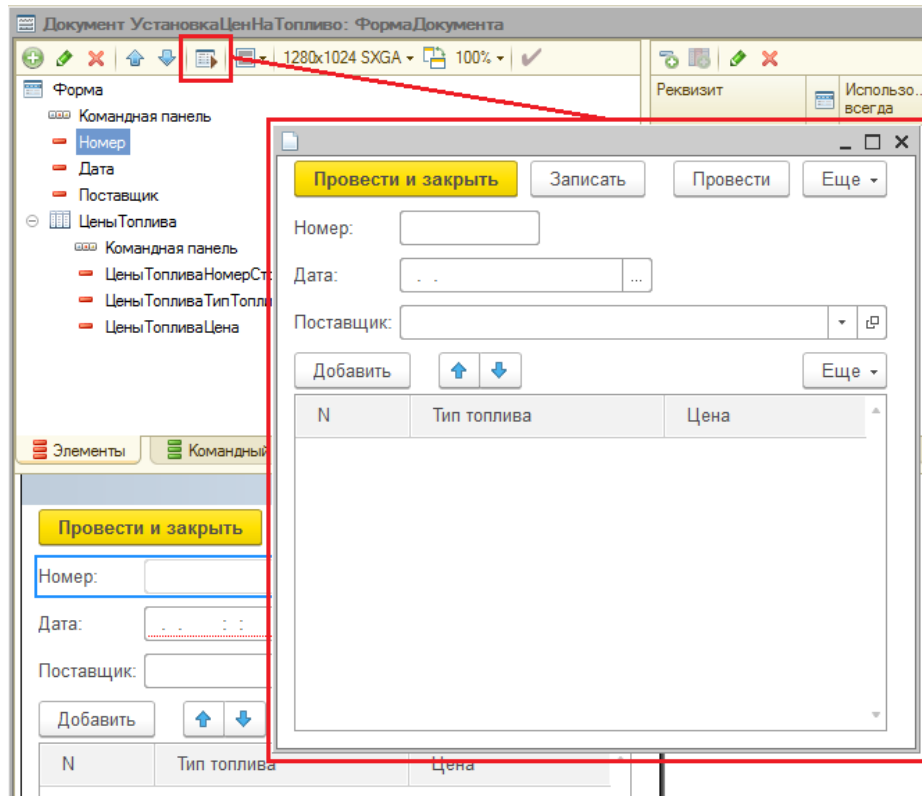 Документ УстановкаЦенНаТопливо: ФормаДокумента
1280x1024 SXGA 100%
Форма
Командная панель
Номер
Дата
Поставщик
ЦеныТоплива
Командная панель
ЦеныТопливаНомерСт
ЦеныТопливаТипТопли
ЦеныТопливаЦена
Элементы Командный
Реквизит Использо...
всегда
Провести и закрыть Записать Провести Еще
Номер:
Дата: . .
Поставщик:
Добавить Еще
N Тип топлива Цена
Провести и закрыть
Номер:
Дата: . . : :
Поставщик:
Добавить
N Тип топлива Цена